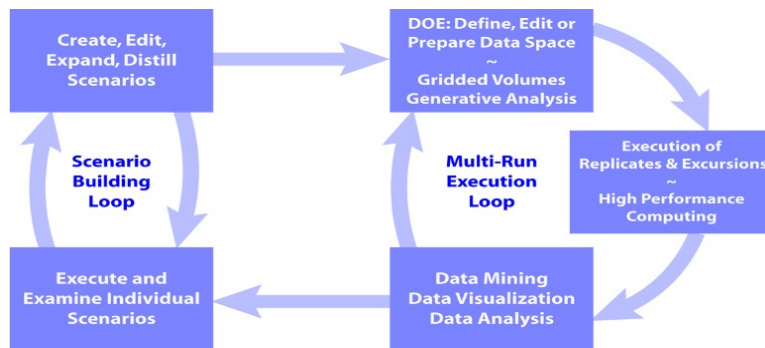 Create, Edit,
Expand, Distill
Scenarios
DOE: Define, Edit or
Prepare Data Space
~
Gridded Volumes
Generative Analysis
Scenario
Building
Loop
Multi-Run
Execution
Loop
Execution of
Replicates & Excursions
~
High Performance
Computing
Execute and
Examine Individual
Scenarios
Data Mining
Data Visualization
Data Analysis